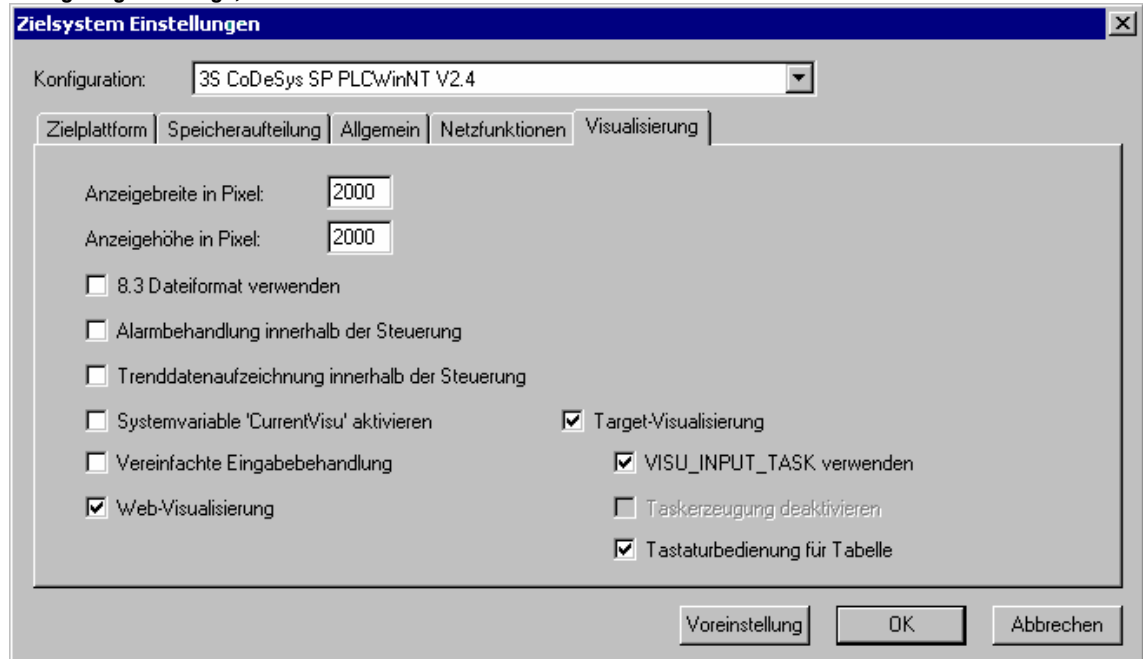 Zielsystem Einstellungen
Konfiguration: 3S CoDeSys SP PLCWinNT V2.4
Zielplattform Speicheraufteilung Allgemein Netzfunktionen Visualisierung
Anzeigebreite in Pixel: 2000
Anzeigehöhe in Pixel: 2000
8.3 Dateiformat verwenden
Alarmbehandlung innerhalb der Steuerung
Trenddatenaufzeichnung innerhalb der Steuerung
Systemvariable 'CurrentVisu' aktivieren Target-Visualisierung
Vereinfachte Eingabebehandlung VISU_INPUT_TASK verwenden
Web-Visualisierung Taskerzeugung deaktivieren
Tastaturbedienung für Tabelle
Voreinstellung OK Abbrechen